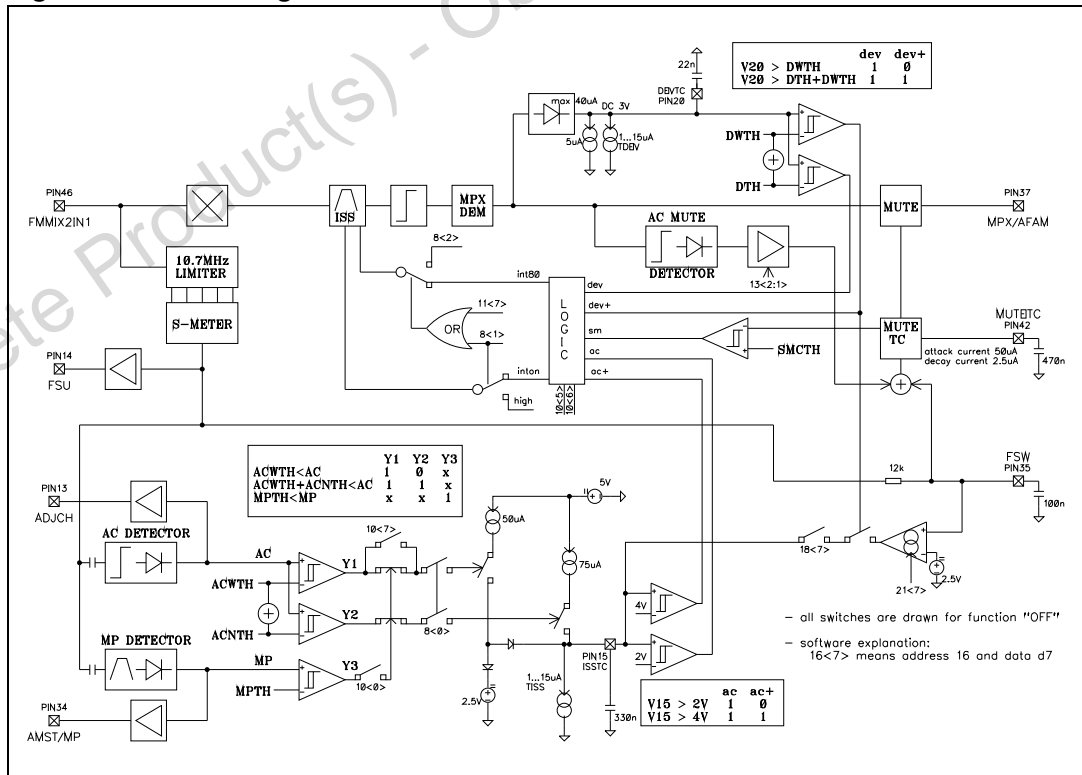 ete Product(s) - Ob
max 40uA
22n
DEVTC
PIN20
DC 3V
5uA
1...15uA
TDEV
dev dev+
V20 > DWTH 1 0
V20 > DTH+DWTH 1 1
DWTH
DTH
PIN46
FMMIX2IN1
ISS
MPX
DEM
MUTE
PIN37
MPX/AFAM
AC MUTE
DETECTOR
13<2:1>
10.7MHz
LIMITER
S-METER
8<2>
int80
11<7>
OR
8<1>
inton
high
LOGIC
dev
dev+
sm
ac
ac+
10<5>
10<6>
SMCTH
MUTE
TC
MUTETC
PIN42
attack current 50uA
decay current 2.5uA
470n
PIN14
FSU
Y1 Y2 Y3
ACWTH<AC 1 0 x
ACWTH+ACNTH<AC 1 1 x
MPTH<MP x x 1
12k
FSW
PIN35
100n
PIN13
ADJCH
AC DETECTOR
AC
ACWTH
ACNTH
Y1
Y2
10<7>
8<0>
50uA
5V
75uA
18<7>
21<7>
2.5V
MP DETECTOR
MP
MPTH
Y3
10<0>
2.5V
1...15uA
TISS
PIN15
ISSTC
330n
4V
2V
PIN34
AMST/MP
ac ac+
V15 > 2V 1 0
V15 > 4V 1 1
- all switches are drawn for function "OFF"
- software explanation:
16<7> means address 16 and data d7